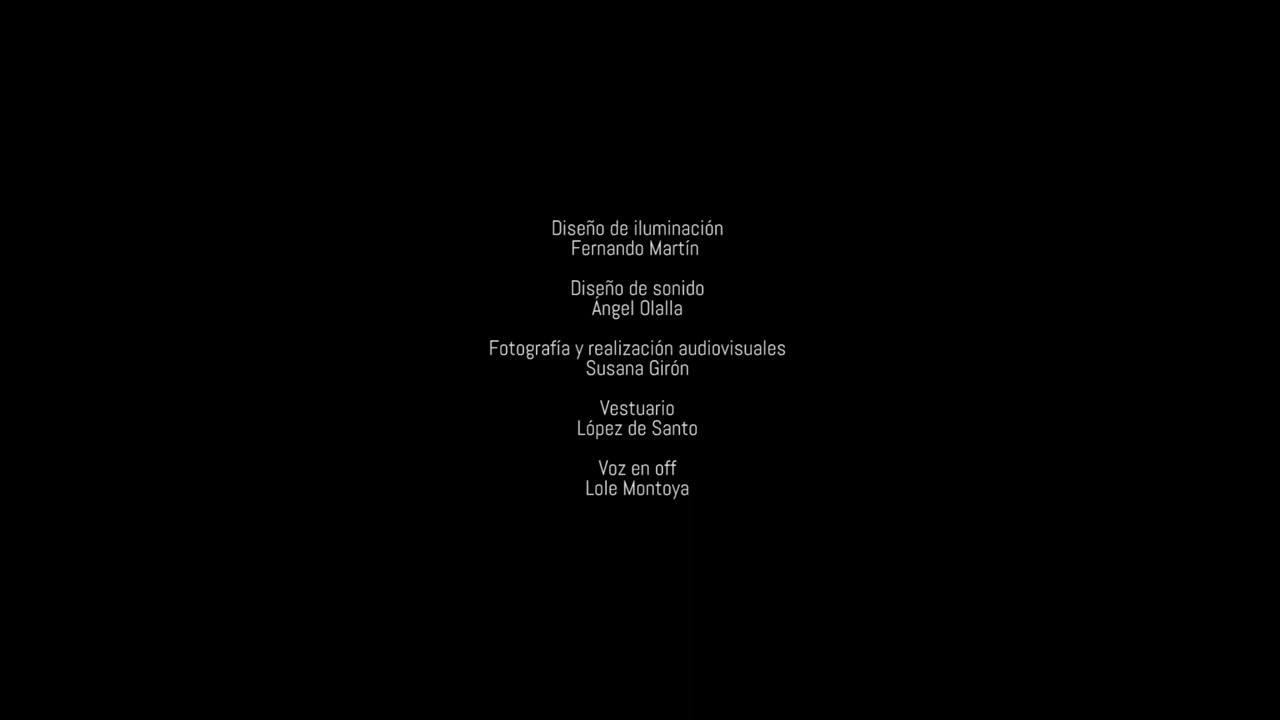 Diseño de iluminación
Fernando Martín
Diseño de sonido
Ángel Olalla
Fotografía y realización audiovisuales
Susana Girón
Vestuario
López de Santo
Voz en off
Lole Montoya